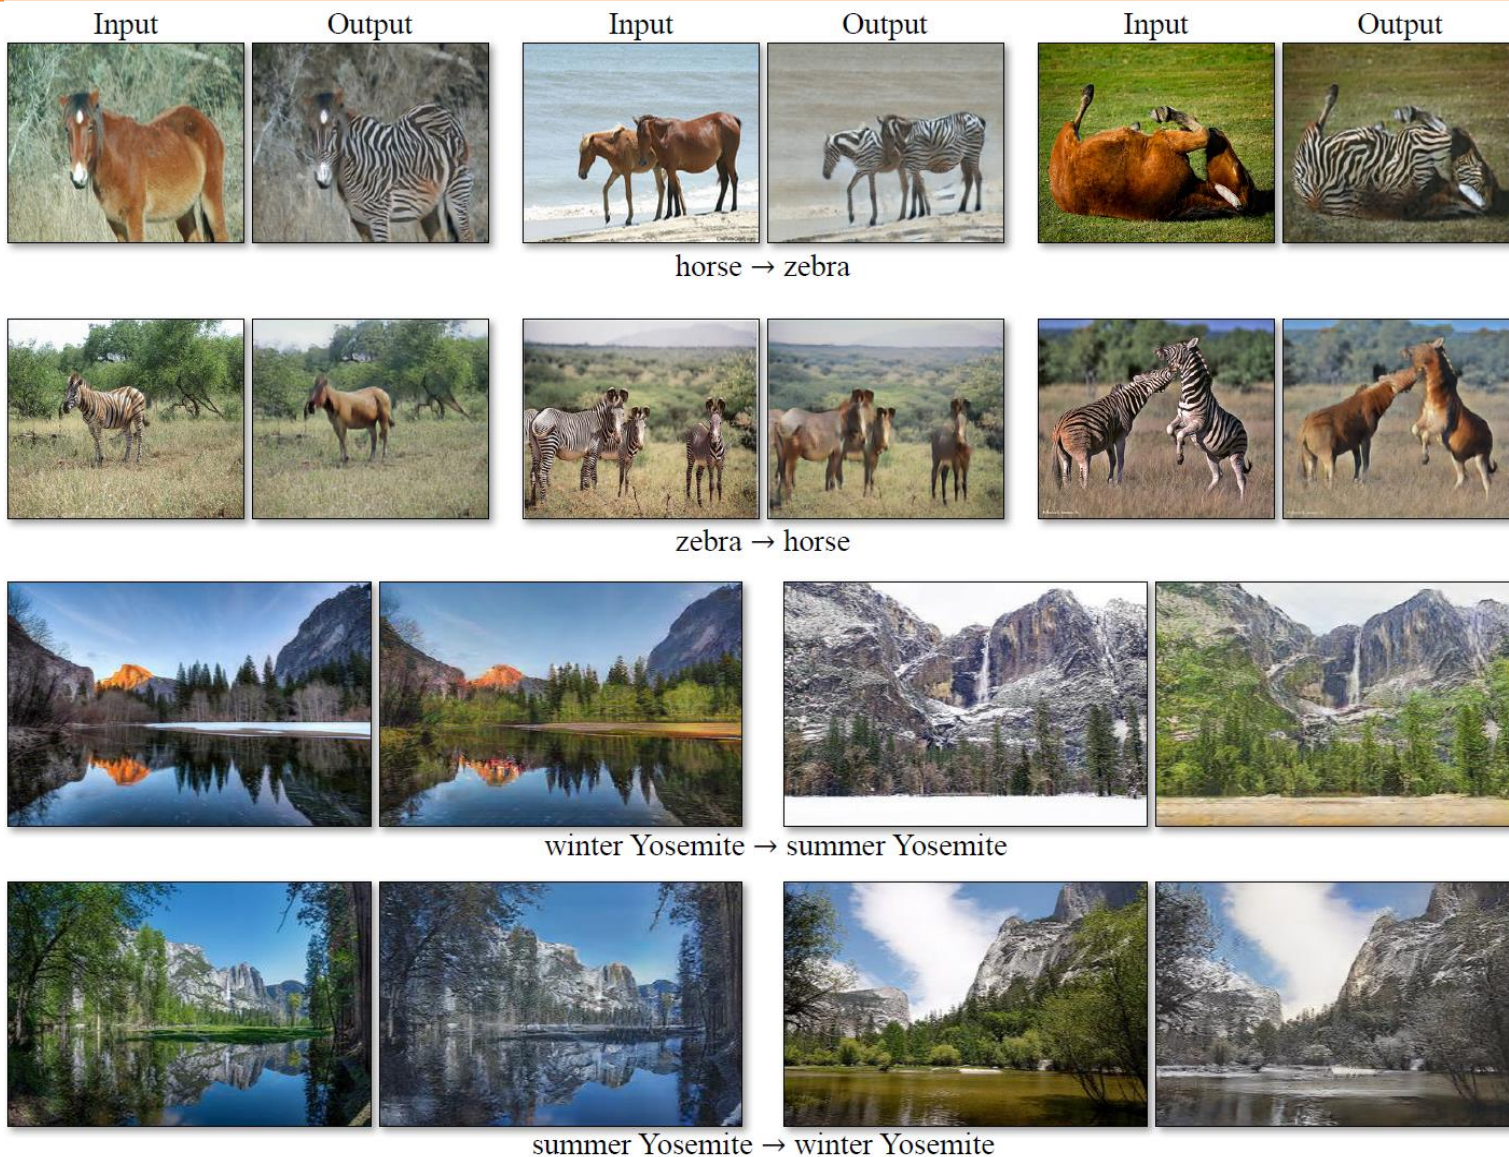 Input Output Input Output Input Output
horse → zebra
zebra → horse
winter Yosemite → summer Yosemite
summer Yosemite → winter Yosemite